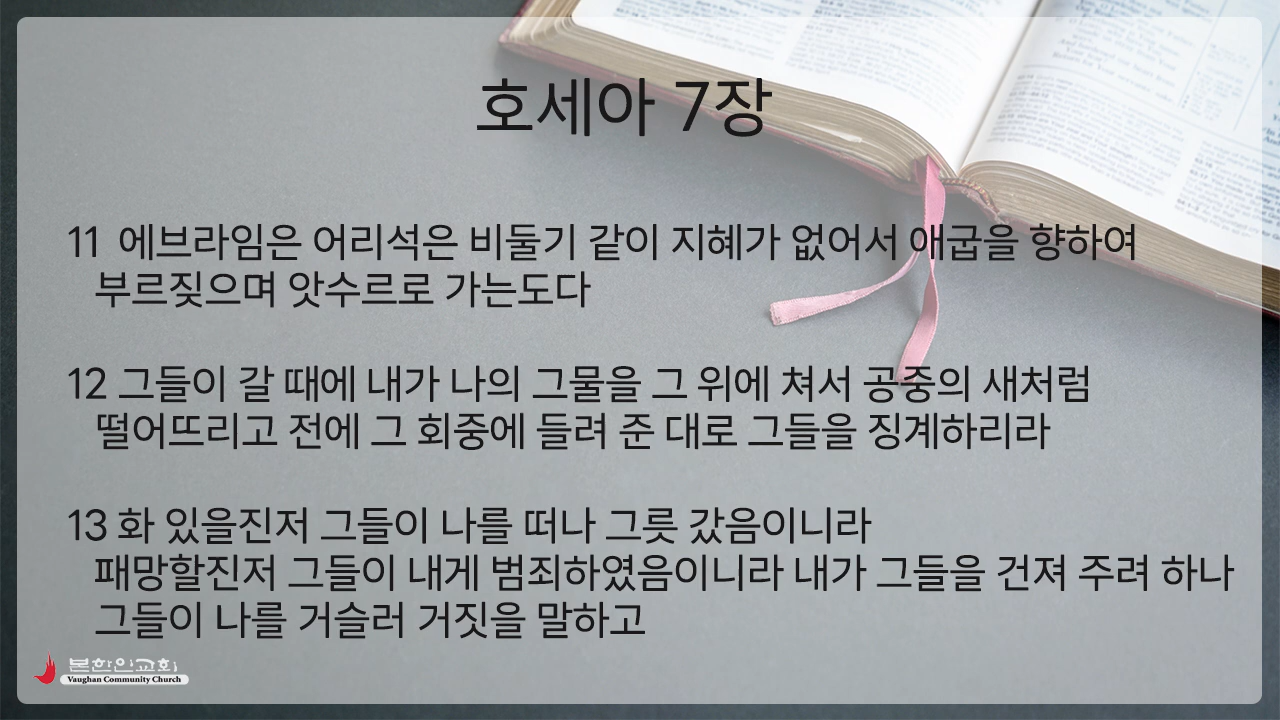 호세아 7장
11 에브라임은 어리석은 비둘기 같이 지혜가 없어서 애굽을 향하여
부르짖으며 앗수르로 가는도다
12 그들이 갈 때에 내가 나의 그물을 그 위에 쳐서 공중의 새처럼
떨어뜨리고 전에 그 회중에 들려 준 대로 그들을 징계하리라
13 화 있을진저 그들이 나를 떠나 그릇 갔음이니라
패망할진저 그들이 내게 범죄하였음이니라 내가 그들을 건져 주려 하나
그들이 나를 거슬러 거짓을 말하고
본한인교회
Vaughan Community Church